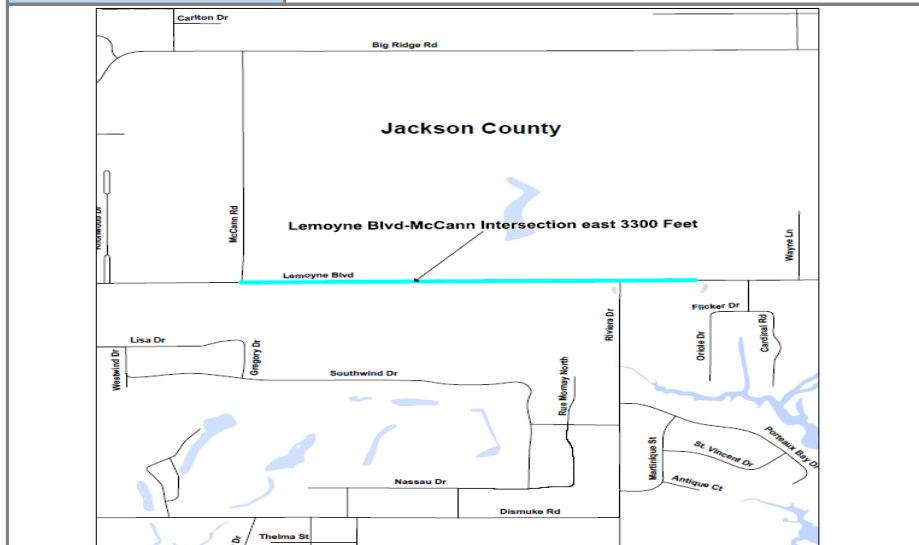 Carlton Dr
Big Ridge Rd
Jackson County
McCann Rd
Lemoyne Blvd-McCann Intersection east 3300 Feet
Wayne Ln
Lemoyne Blvd
Flicker Dr
Riviera Dr
Oriole Dr
Cardinal Rd
Lisa Dr
Westwind Dr
Gregory Dr
Southwind Dr
Rue Mornay North
Martinique St
St. Vincent Dr
Porteaux Bay Dr
Antique Ct
Nassau Dr
Dismuke Rd
Thelma St
Dr